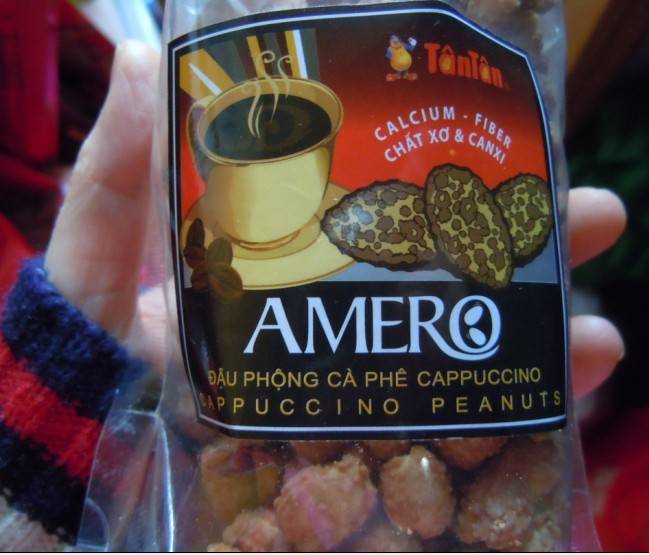 TânTân
CALCIUM - FIBER
CHẤT XƠ & CANXI
AMERO
ĐẬU PHỘNG CÀ PHÊ CAPPUCCINO
CAPPUCCINO PEANUTS